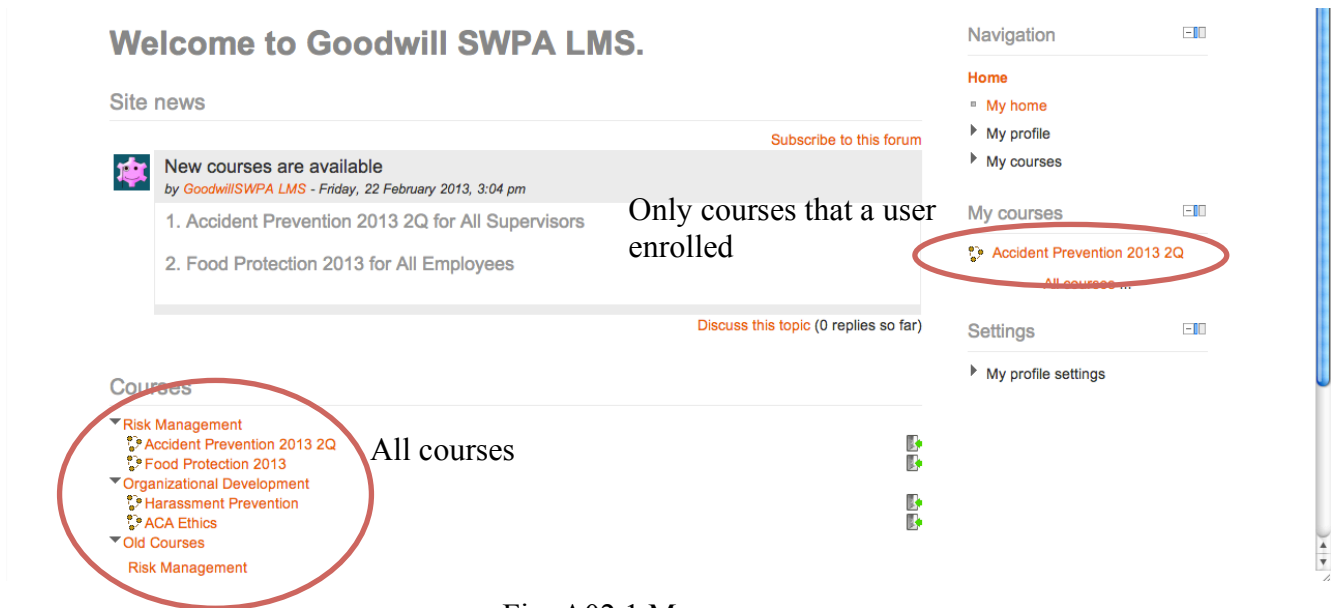 Welcome to Goodwill SWPA LMS.
Site news
Subscribe to this forum
New courses are available
by GoodwillSWPA LMS - Friday, 22 February 2013, 3:04 pm
1. Accident Prevention 2013 2Q for All Supervisors
2. Food Protection 2013 for All Employees
Discuss this topic (0 replies so far)
Only courses that a user
enrolled
Navigation
Home
My home
My profile
My courses
My courses
Accident Prevention 2013 2Q
All courses ...
Settings
My profile settings
Courses
Risk Management
Accident Prevention 2013 2Q
Food Protection 2013
Organizational Development
Harassment Prevention
ACA Ethics
Old Courses
Risk Management
All courses